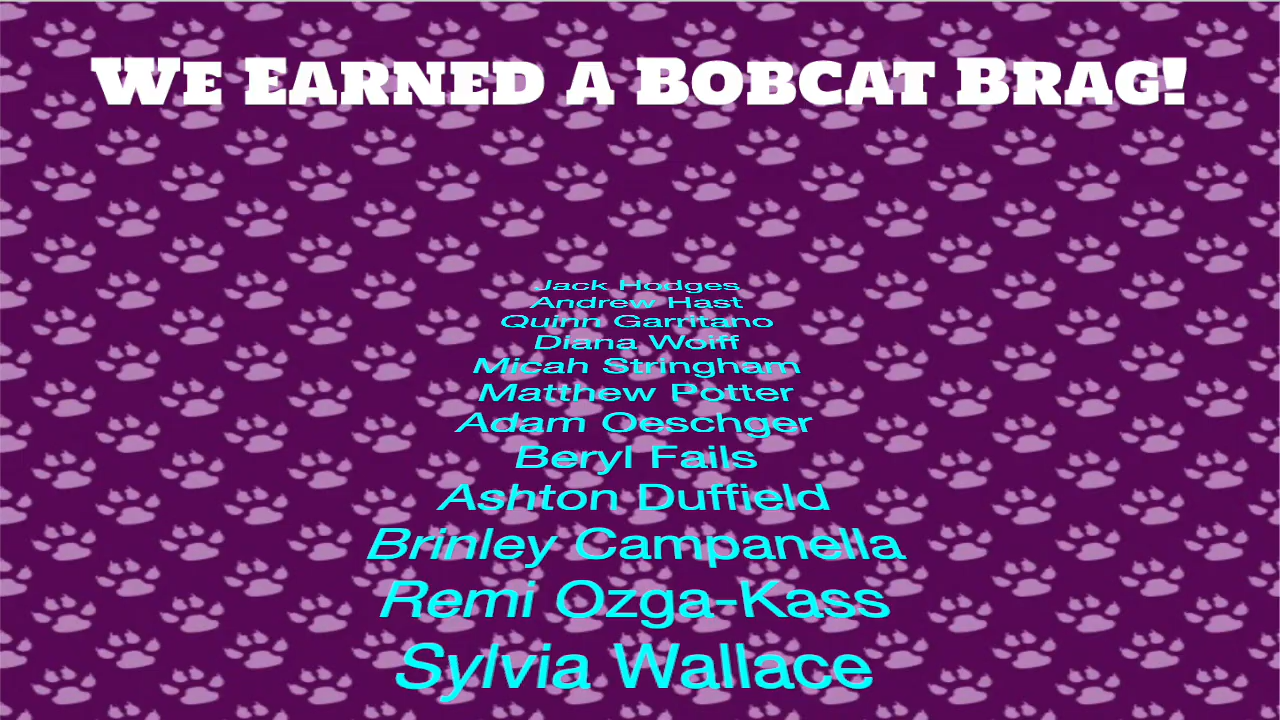 We Earned a Bobcat Brag!
Jack Hodges
Andrew Hast
Quinn Garritano
Diana Wolff
Micah Stringham
Matthew Potter
Adam Oeschger
Beryl Fails
Ashton Duffield
Brinley Campanella
Remi Ozga-Kass
Sylvia Wallace